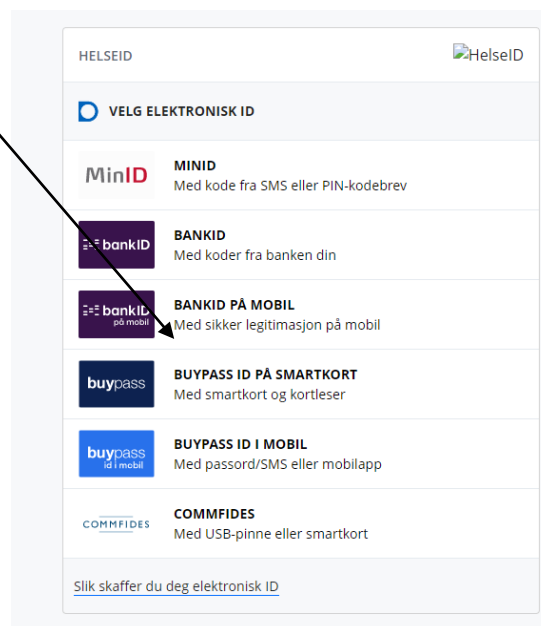 HELSEID
HelseID
VELG ELEKTRONISK ID
MinID
MINID
Med kode fra SMS eller PIN-kodebrev
bankID
BANKID
Med koder fra banken din
bankID
på mobil
BANKID PÅ MOBIL
Med sikker legitimasjon på mobil
buypass
BUYPASS ID PÅ SMARTKORT
Med smartkort og kortleser
buypass
id i mobil
BUYPASS ID I MOBIL
Med passord/SMS eller mobilapp
COMMFIDES
COMMFIDES
Med USB-pinne eller smartkort
Slik skaffer du deg elektronisk ID